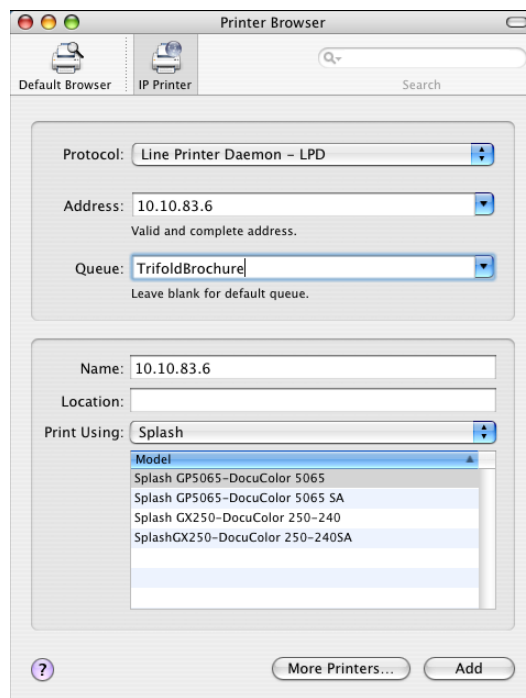 Printer Browser
Default Browser
IP Printer
Search
Protocol: Line Printer Daemon – LPD
Address: 10.10.83.6
Valid and complete address.
Queue: TrifoldBrochure
Leave blank for default queue.
Name: 10.10.83.6
Location:
Print Using: Splash
Model
Splash GP5065-DocuColor 5065
Splash GP5065-DocuColor 5065 SA
Splash GX250-DocuColor 250-240
SplashGX250-DocuColor 250-240SA
?
More Printers...
Add